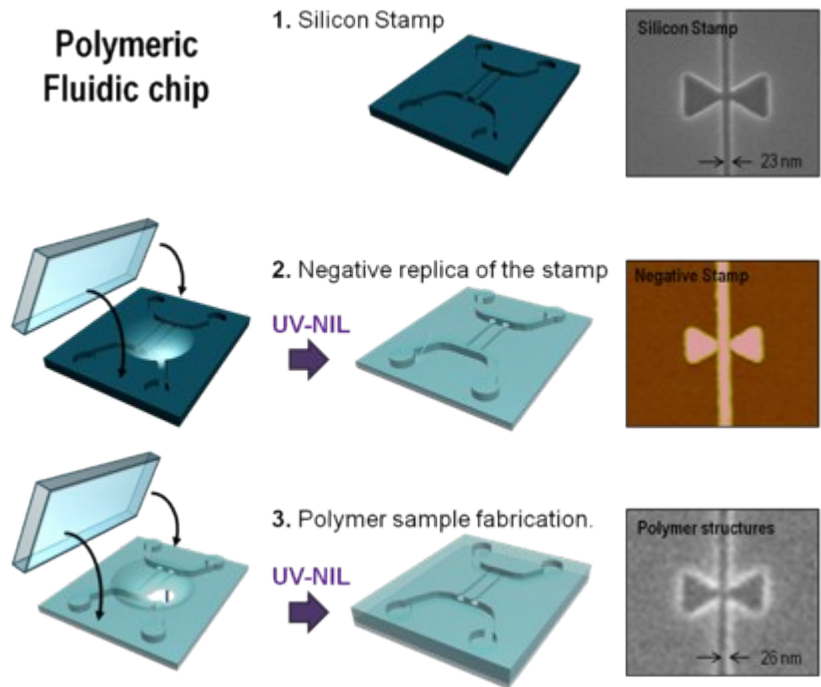 Polymeric
Fluidic chip
1. Silicon Stamp
Silicon Stamp
23 nm
2. Negative replica of the stamp
UV-NIL
Negative Stamp
3. Polymer sample fabrication.
UV-NIL
Polymer structures
26 nm